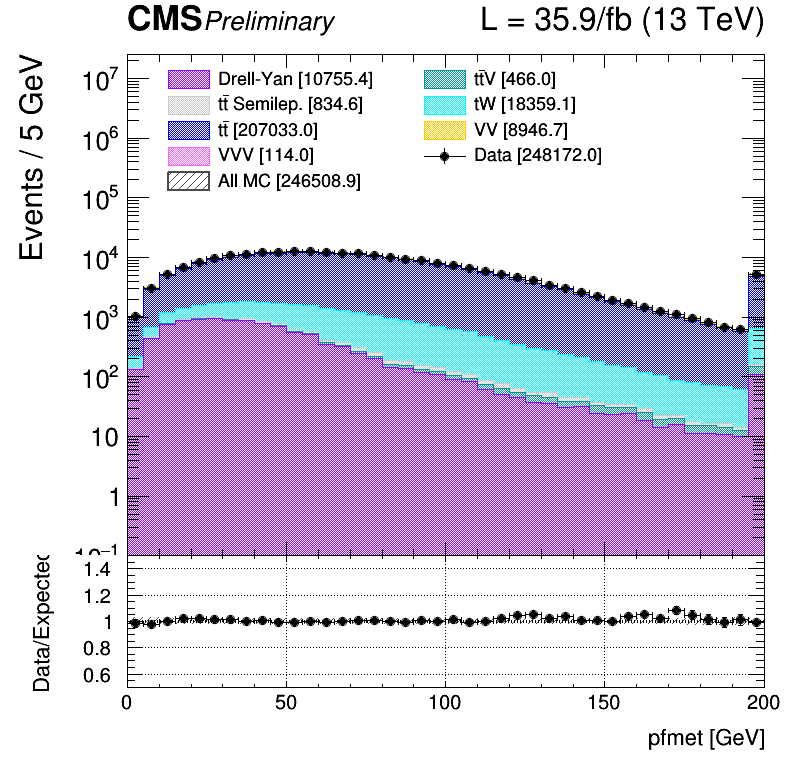 CMS Preliminary L = 35.9/fb (13 TeV)
Events / 5 GeV
Drell-Yan [10755.4]
tt̄ Semilep. [834.6]
tt̄ [207033.0]
VVV [114.0]
All MC [246508.9]
tt̄V [466.0]
tW [18359.1]
VV [8946.7]
Data [248172.0]
10⁷
10⁶
10⁵
10⁴
10³
10²
10
1
10⁻¹
Data/Expected
1.4
1.2
1
0.8
0.6
0 50 100 150 200
pfmet [GeV]